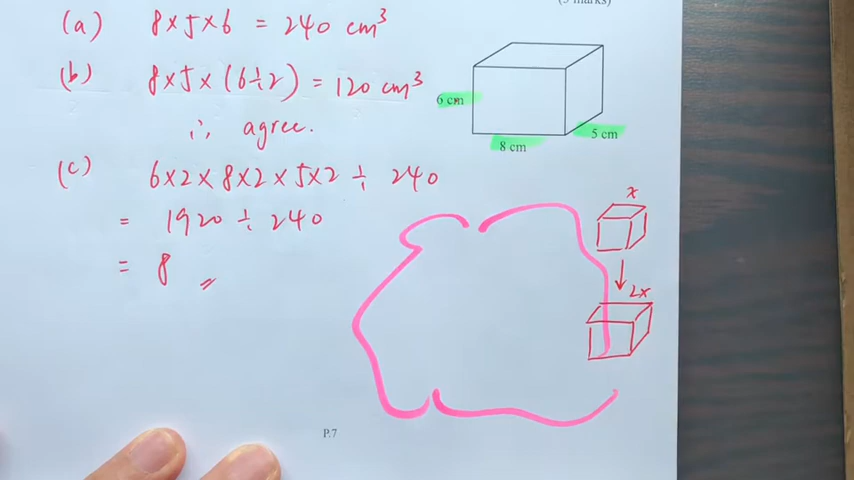 (a) 8×5×6 = 240 cm³
(b) 8×5×(6÷2) = 120 cm³
∴ agree.
(c) 6×2×8×2×5×2 ÷ 240
= 1920 ÷ 240
= 8
6 cm
8 cm
5 cm
x
2x
P.7